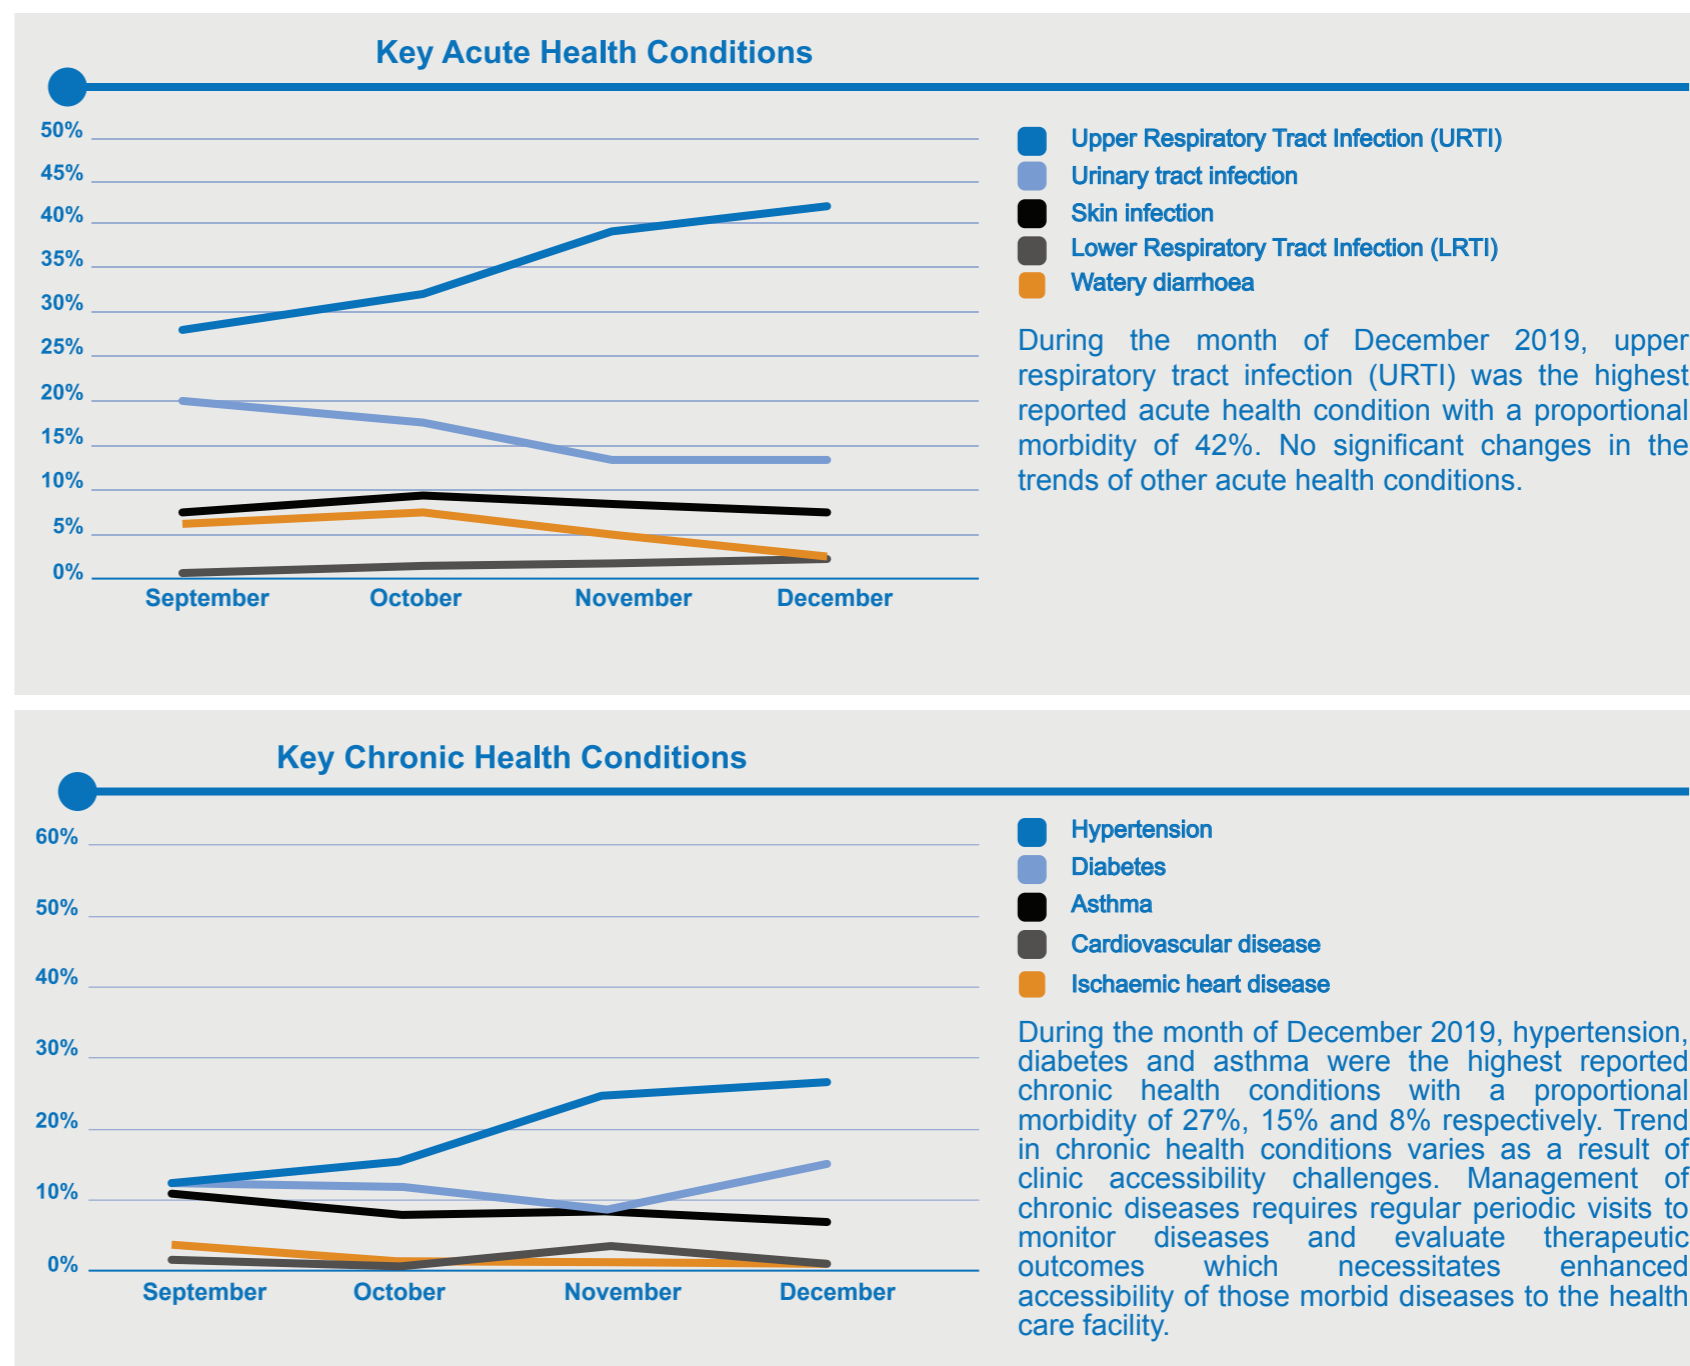 Key Acute Health Conditions
50%
45%
40%
35%
30%
25%
20%
15%
10%
5%
0%
September October November December
Upper Respiratory Tract Infection (URTI)
Urinary tract infection
Skin infection
Lower Respiratory Tract Infection (LRTI)
Watery diarrhoea
During the month of December 2019, upper
respiratory tract infection (URTI) was the highest
reported acute health condition with a proportional
morbidity of 42%. No significant changes in the
trends of other acute health conditions.
Key Chronic Health Conditions
60%
50%
40%
30%
20%
10%
0%
September October November December
Hypertension
Diabetes
Asthma
Cardiovascular disease
Ischaemic heart disease
During the month of December 2019, hypertension,
diabetes and asthma were the highest reported
chronic health conditions with a proportional
morbidity of 27%, 15% and 8% respectively. Trend
in chronic health conditions varies as a result of
clinic accessibility challenges. Management of
chronic diseases requires regular periodic visits to
monitor diseases and evaluate therapeutic
outcomes which necessitates enhanced
accessibility of those morbid diseases to the health
care facility.